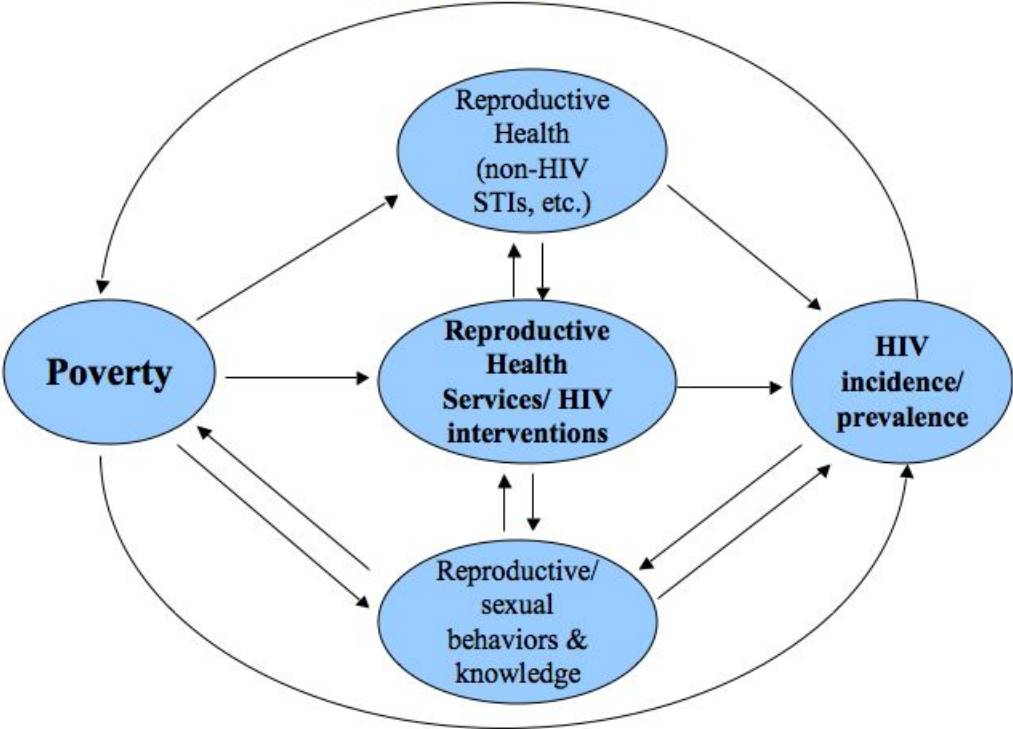 Reproductive
Health
(non-HIV
STIs, etc.)
Poverty
Reproductive
Health
Services/ HIV
interventions
HIV
incidence/
prevalence
Reproductive/
sexual
behaviors &
knowledge